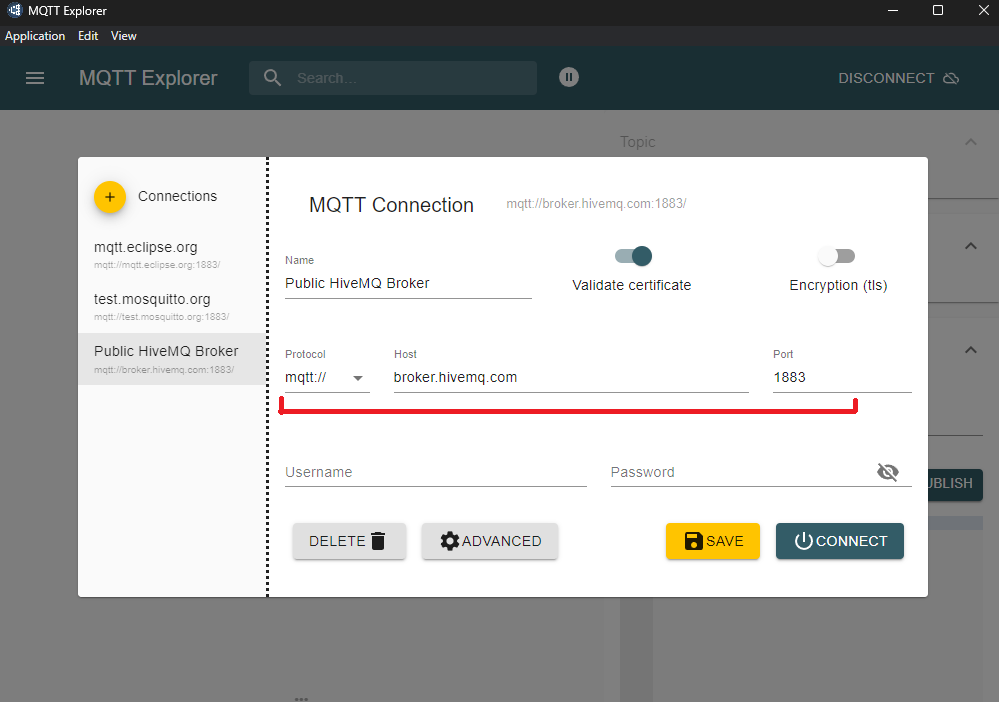 MQTT Explorer
Application Edit View
MQTT Explorer Search... DISCONNECT
Topic
Connections
mqtt.eclipse.org
mqtt://mqtt.eclipse.org:1883/
test.mosquitto.org
mqtt://test.mosquitto.org:1883/
Public HiveMQ Broker
mqtt://broker.hivemq.com:1883/
MQTT Connection mqtt://broker.hivemq.com:1883/
Name
Public HiveMQ Broker
Validate certificate Encryption (tls)
Protocol Host Port
mqtt:// broker.hivemq.com 1883
Username Password
UBLISH
DELETE ADVANCED SAVE CONNECT